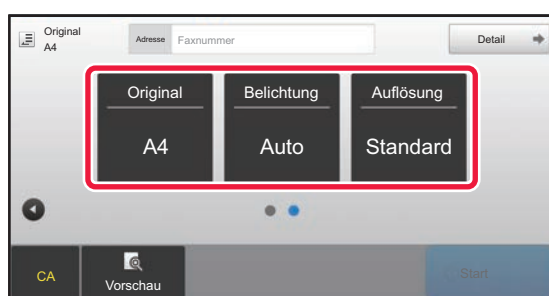 Original
A4
Adresse
Faxnummer
Detail
Original
Belichtung
Auflösung
A4
Auto
Standard
CA
Vorschau
Start